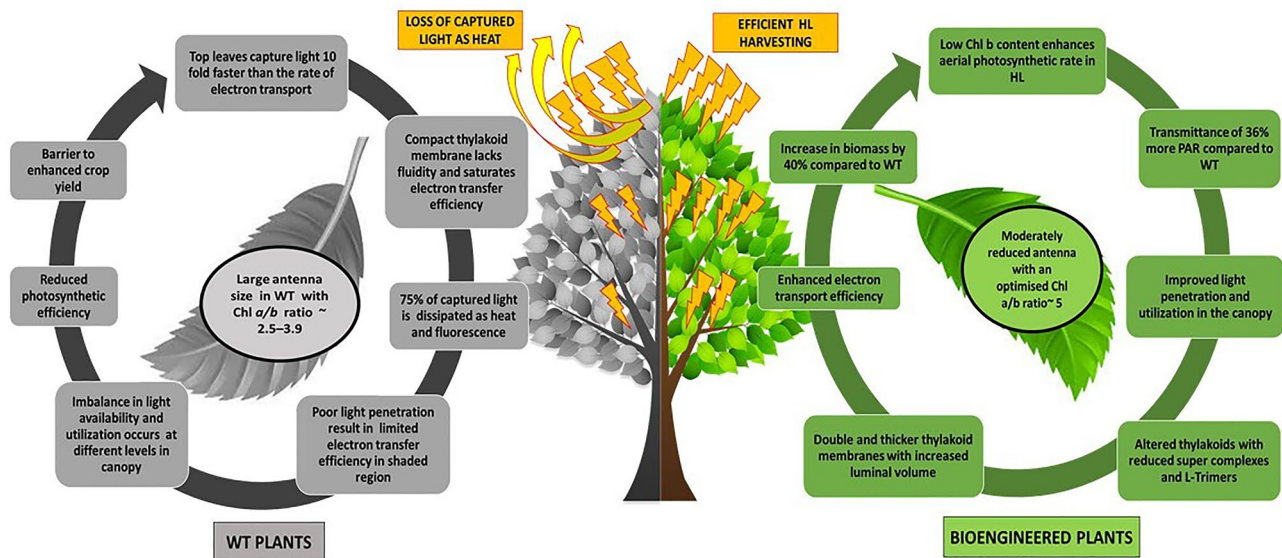 LOSS OF CAPTURED
LIGHT AS HEAT
EFFICIENT HL
HARVESTING
Top leaves capture light 10
fold faster than the rate of
electron transport
Compact thylakoid
membrane lacks
fluidity and saturates
electron transfer
efficiency
75% of captured light
is dissipated as heat
and fluorescence
Poor light penetration
result in limited
electron transfer
efficiency in shaded
region
Imbalance in light
availability and
utilization occurs at
different levels in
canopy
Reduced
photosynthetic
efficiency
Barrier to
enhanced crop
yield
Large antenna
size in WT with
Chl a/b ratio ~
2.5–3.9
WT PLANTS
Low Chl b content enhances
aerial photosynthetic rate in
HL
Transmittance of 36%
more PAR compared to
WT
Improved light
penetration and
utilization in the canopy
Altered thylakoids with
reduced super complexes
and L-Trimers
Double and thicker thylakoid
membranes with increased
luminal volume
Enhanced electron
transport efficiency
Increase in biomass by
40% compared to WT
Moderately
reduced antenna
with an
optimised Chl
a/b ratio~ 5
BIOENGINEERED PLANTS